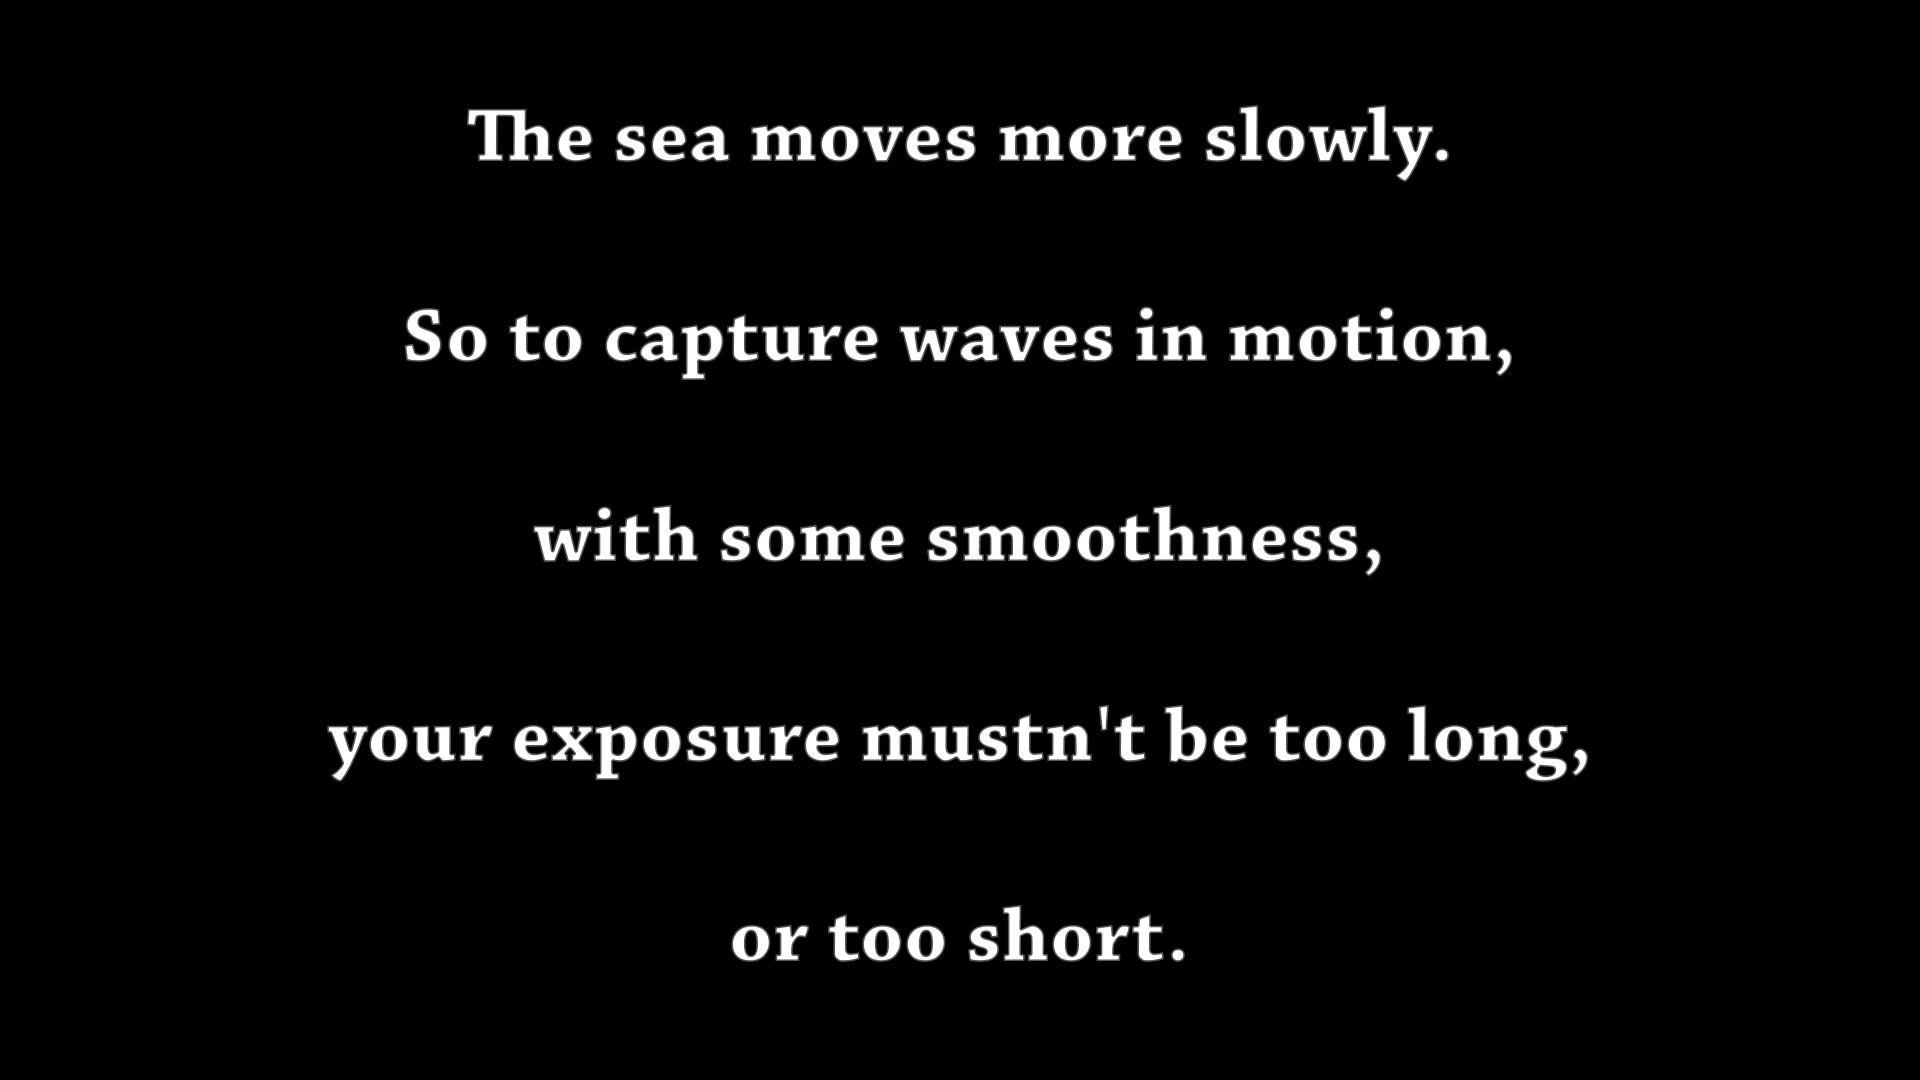 The sea moves more slowly.
So to capture waves in motion,
with some smoothness,
your exposure mustn't be too long,
or too short.